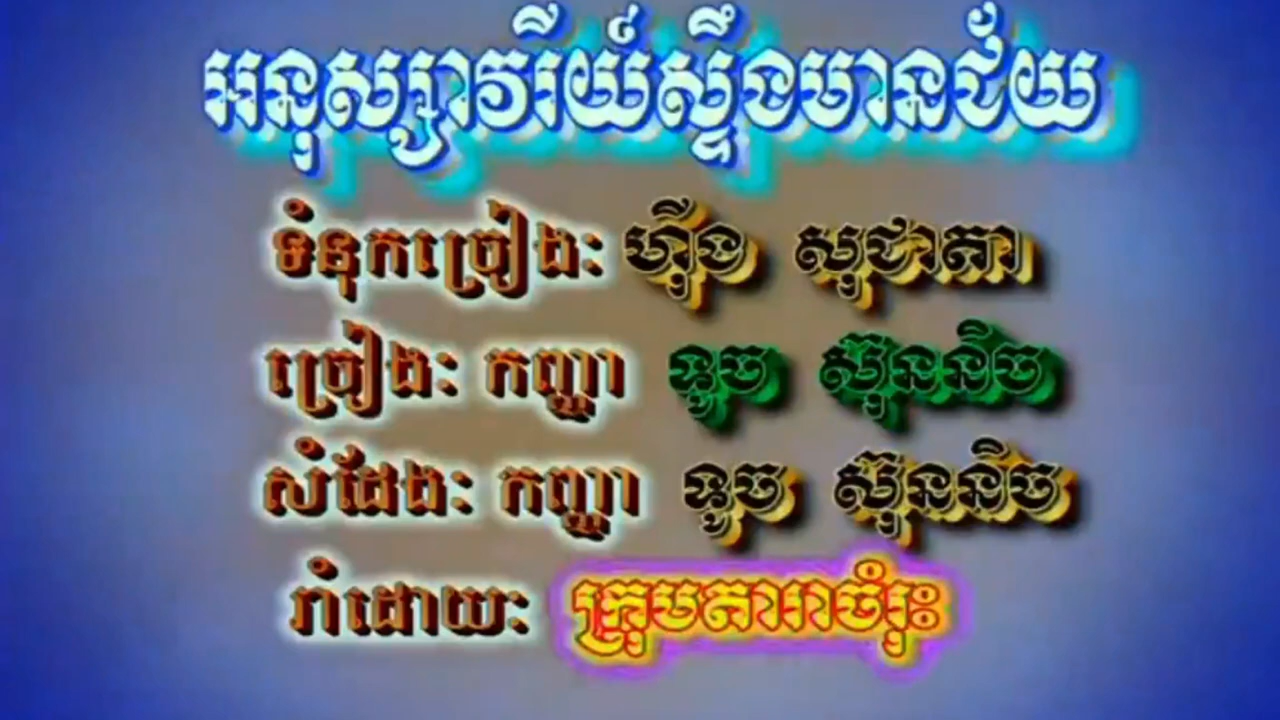 អនុស្សាវរីយ៍ស្ទឹងមានជ័យ
ទំនុកច្រៀង: ហ៊ីង សុជាតា
ច្រៀង: កញ្ញា ទូច ស៊ុននិច
សំដែង: កញ្ញា ទូច ស៊ុននិច
រាំដោយ: ក្រុមតារាចំរុះ